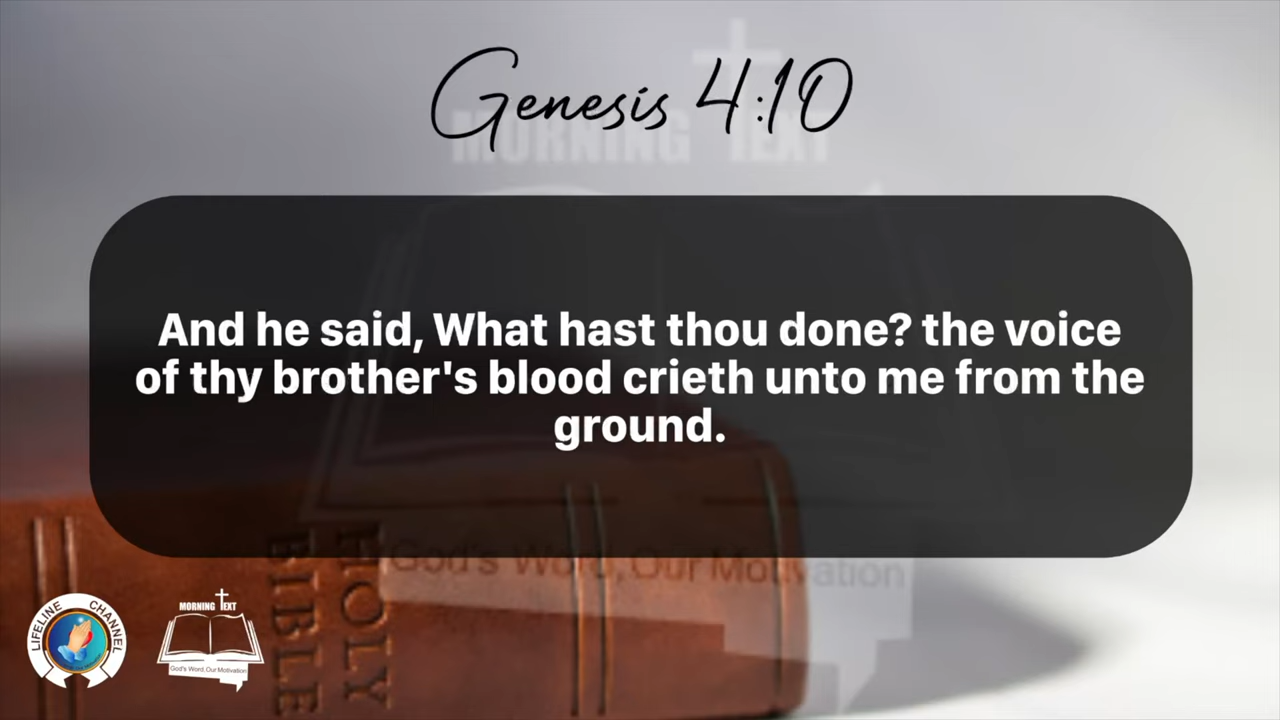 Genesis 4:10
MORNING TEXT
And he said, What hast thou done? the voice
of thy brother's blood crieth unto me from the
ground.
God's Word, Our Motivation
HOLY
BIBLE
LIFELINE CHANNEL
MORNING TEXT
God's Word, Our Motivation